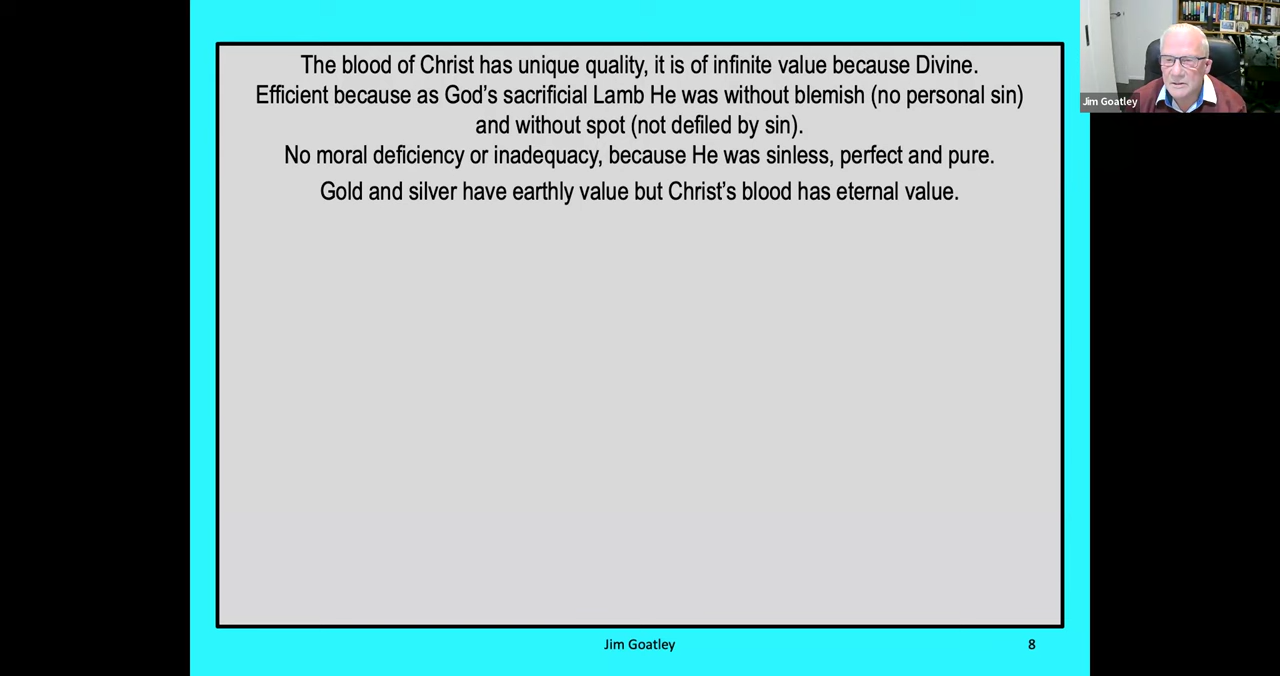 The blood of Christ has unique quality, it is of infinite value because Divine.
Efficient because as God's sacrificial Lamb He was without blemish (no personal sin)
and without spot (not defiled by sin).
No moral deficiency or inadequacy, because He was sinless, perfect and pure.
Gold and silver have earthly value but Christ's blood has eternal value.
Jim Goatley
Jim Goatley
8